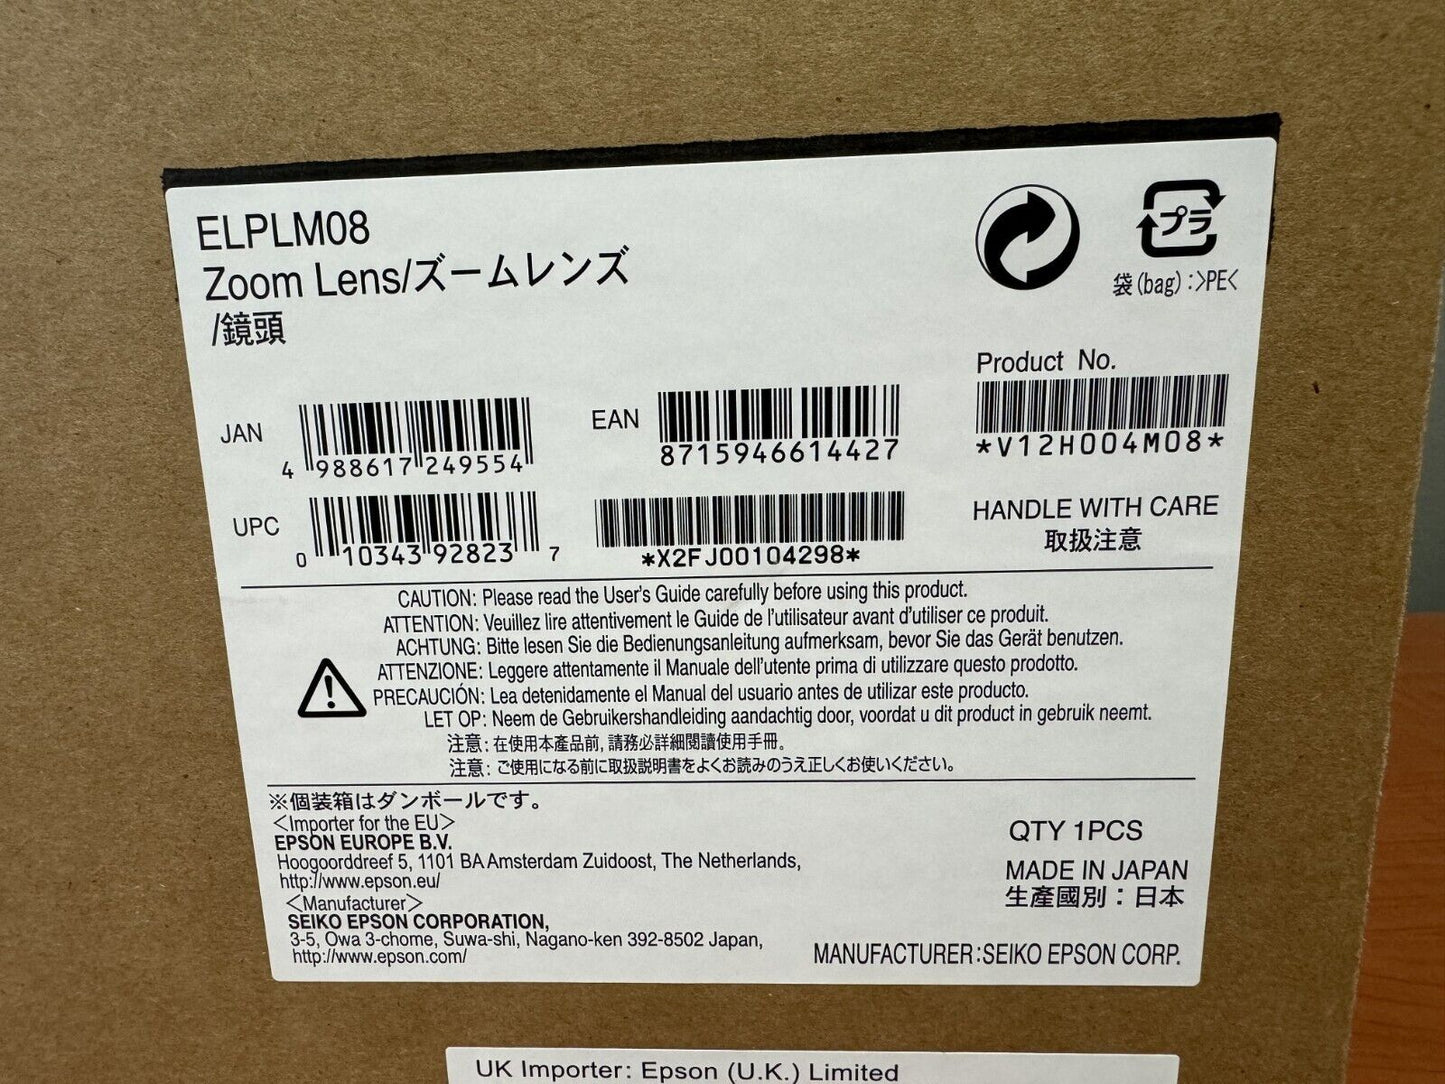 ELPLM08
Zoom Lens/ズームレンズ
/鏡頭
プラ
袋(bag):>PE<
Product No.
*V12H004M08*
JAN
4 988617 249554
EAN
8715946614427
UPC
0 10343 92823 7
*X2FJ00104298*
HANDLE WITH CARE
取扱注意
CAUTION: Please read the User's Guide carefully before using this product.
ATTENTION: Veuillez lire attentivement le Guide de l'utilisateur avant d'utiliser ce produit.
ACHTUNG: Bitte lesen Sie die Bedienungsanleitung aufmerksam, bevor Sie das Gerät benutzen.
ATTENZIONE: Leggere attentamente il Manuale dell'utente prima di utilizzare questo prodotto.
PRECAUCIÓN: Lea detenidamente el Manual del usuario antes de utilizar este producto.
LET OP: Neem de Gebruikershandleiding aandachtig door, voordat u dit product in gebruik neemt.
注意: 在使用本產品前, 請務必詳細閱讀使用手冊。
注意: ご使用になる前に取扱説明書をよくお読みのうえ正しくお使いください。
※個装箱はダンボールです。
<Importer for the EU>
EPSON EUROPE B.V.
Hoogoorddreef 5, 1101 BA Amsterdam Zuidoost, The Netherlands,
http://www.epson.eu/
<Manufacturer>
SEIKO EPSON CORPORATION,
3-5, Owa 3-chome, Suwa-shi, Nagano-ken 392-8502 Japan,
http://www.epson.com/
QTY 1PCS
MADE IN JAPAN
生產國別：日本
MANUFACTURER:SEIKO EPSON CORP.
UK Importer: Epson (U.K.) Limited